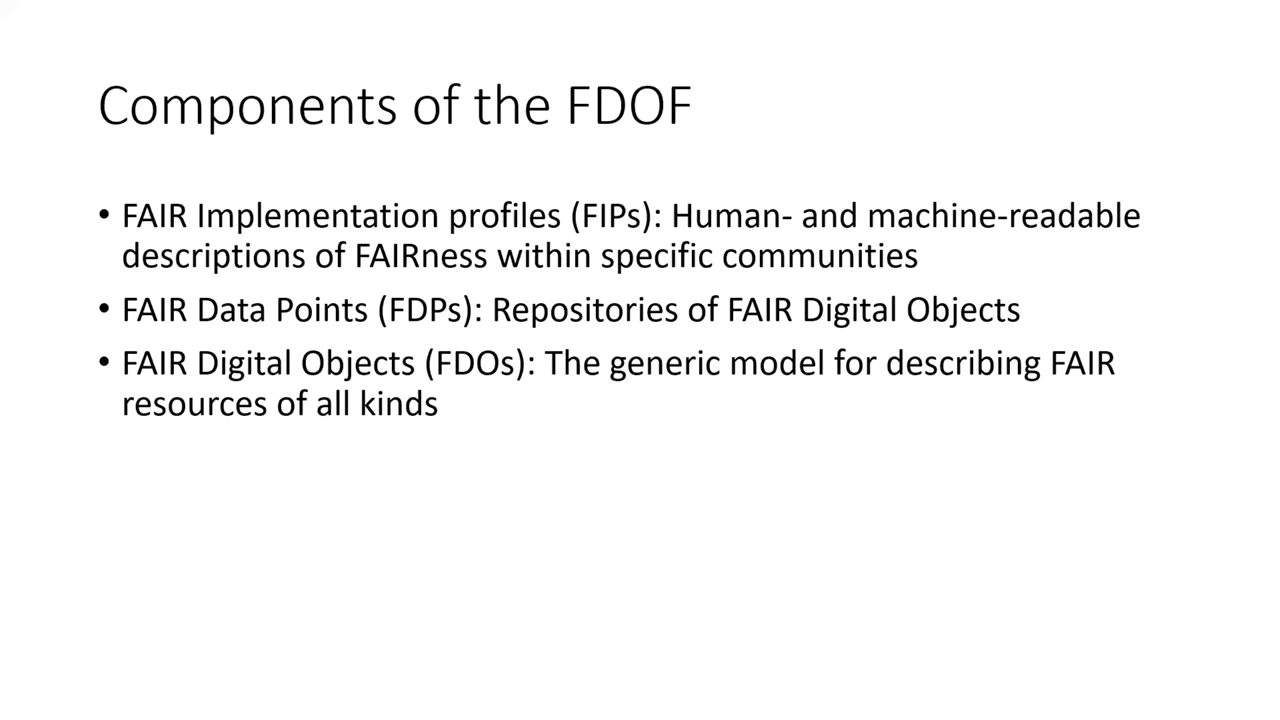 Components of the FDOF
• FAIR Implementation profiles (FIPs): Human- and machine-readable
descriptions of FAIRness within specific communities
• FAIR Data Points (FDPs): Repositories of FAIR Digital Objects
• FAIR Digital Objects (FDOs): The generic model for describing FAIR
resources of all kinds